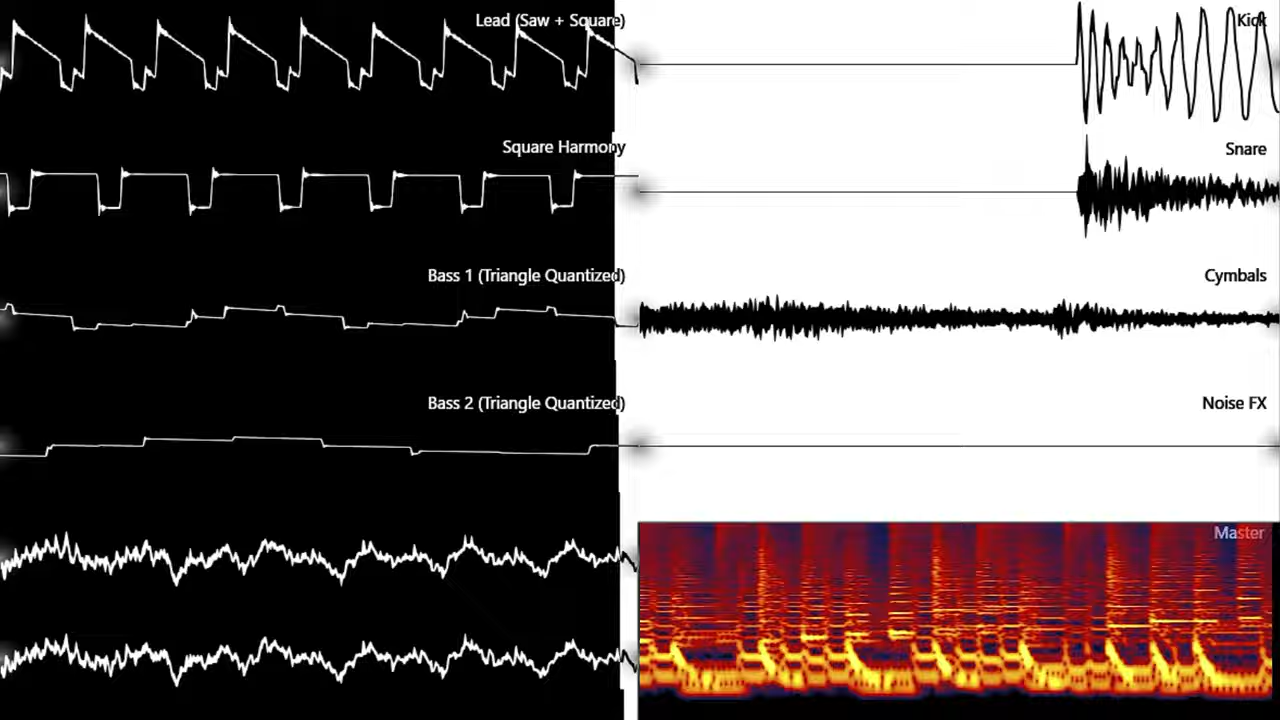 Lead (Saw + Square)
Kick
Square Harmony
Snare
Bass 1 (Triangle Quantized)
Cymbals
Bass 2 (Triangle Quantized)
Noise FX
Master